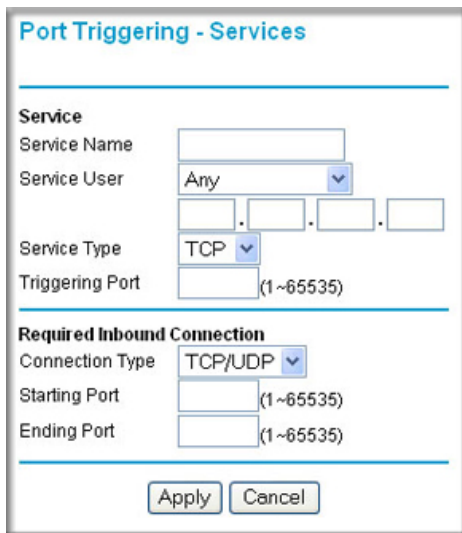 Port Triggering - Services
Service
Service Name
Service User Any
. . .
Service Type TCP
Triggering Port (1~65535)
Required Inbound Connection
Connection Type TCP/UDP
Starting Port (1~65535)
Ending Port (1~65535)
Apply Cancel